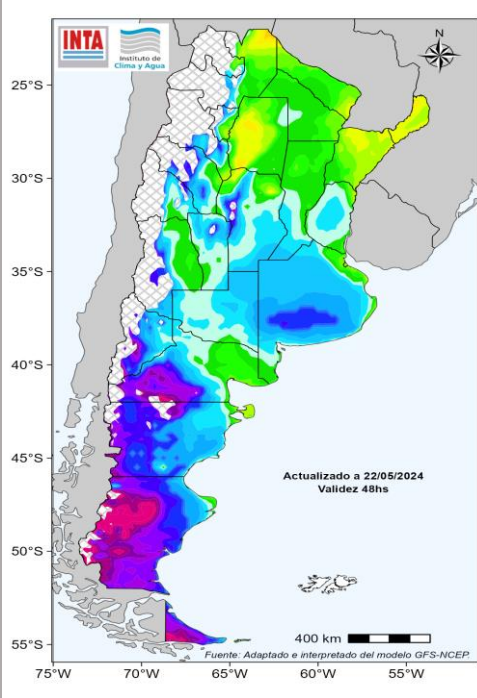 INTA
Instituto de
Clima y Agua
N
25°S
30°S
35°S
40°S
45°S
50°S
55°S
Actualizado a 22/05/2024
Validez 48hs
400 km
Fuente: Adaptado e interpretado del modelo GFS-NCEP.
75°W
70°W
65°W
60°W
55°W